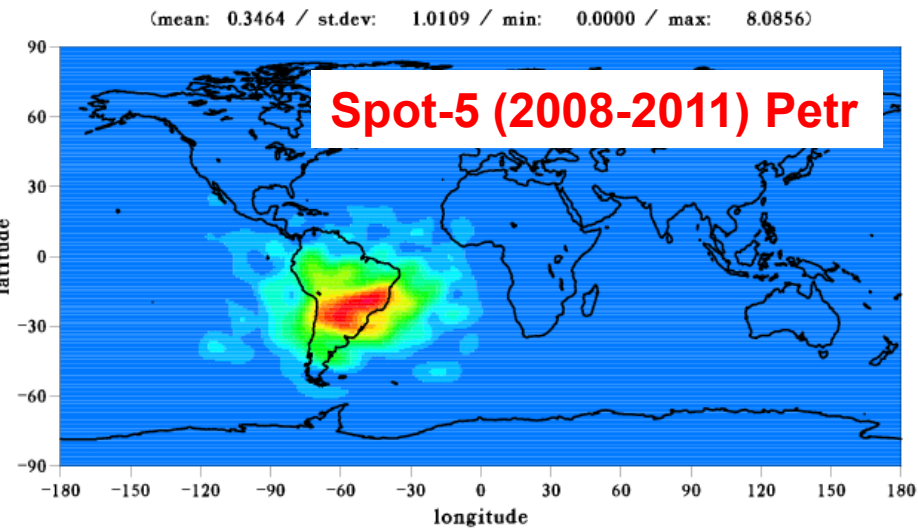 (mean: 0.3464 / st.dev: 1.0109 / min: 0.0000 / max: 8.0856)
Spot-5 (2008-2011) Petr
90
60
30
0
−30
−60
−90
latitude
−180 −150 −120 −90 −60 −30 0 30 60 90 120 150 180
longitude